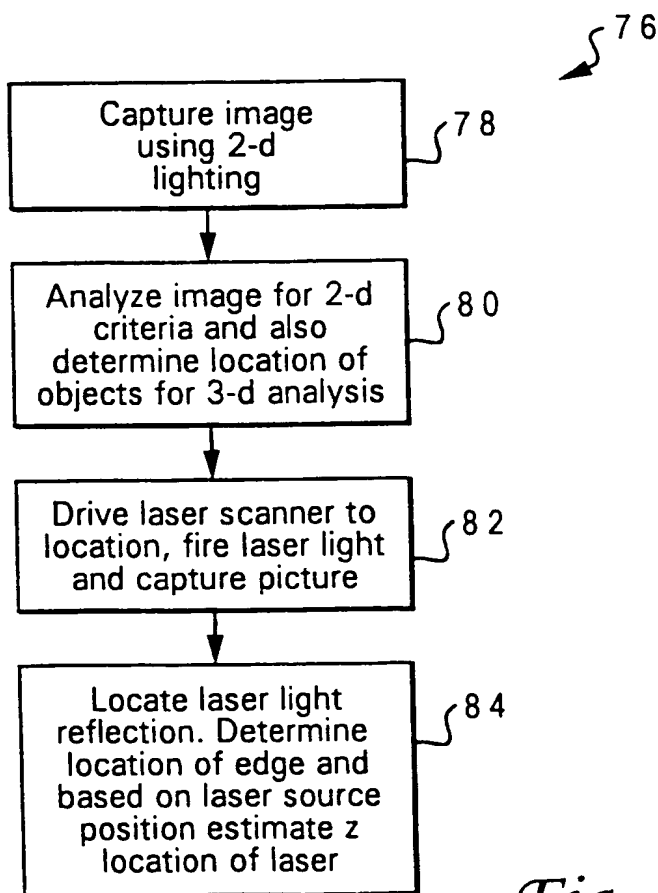 76
Capture image
using 2-d
lighting
78
Analyze image for 2-d
criteria and also
determine location of
objects for 3-d analysis
80
Drive laser scanner to
location, fire laser light
and capture picture
82
Locate laser light
reflection. Determine
location of edge and
based on laser source
position estimate z
location of laser
84